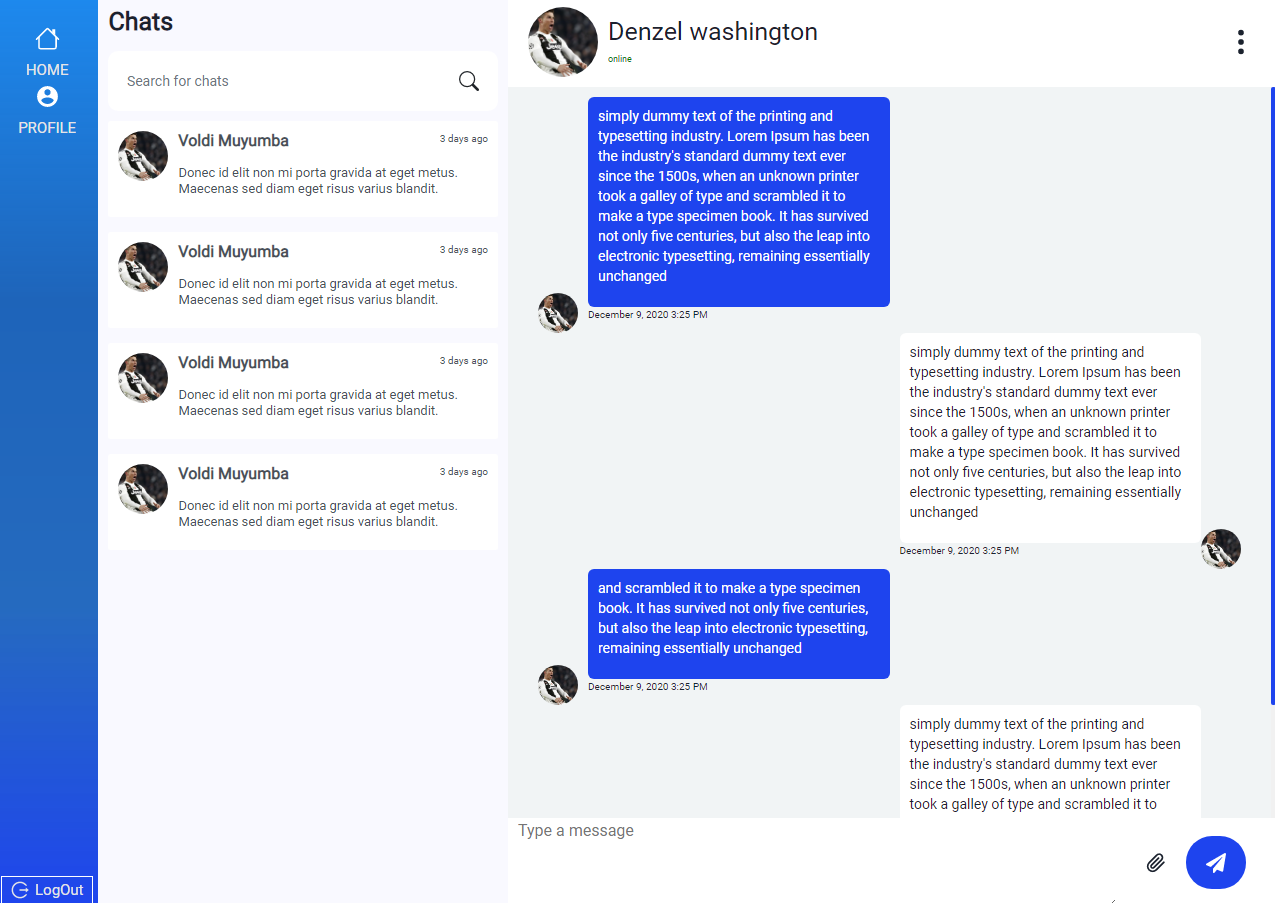 HOME
PROFILE
LogOut
Chats
Search for chats
Voldi Muyumba
3 days ago
Donec id elit non mi porta gravida at eget metus.
Maecenas sed diam eget risus varius blandit.
Voldi Muyumba
3 days ago
Donec id elit non mi porta gravida at eget metus.
Maecenas sed diam eget risus varius blandit.
Voldi Muyumba
3 days ago
Donec id elit non mi porta gravida at eget metus.
Maecenas sed diam eget risus varius blandit.
Voldi Muyumba
3 days ago
Donec id elit non mi porta gravida at eget metus.
Maecenas sed diam eget risus varius blandit.
Denzel washington
online
simply dummy text of the printing and
typesetting industry. Lorem Ipsum has been
the industry's standard dummy text ever
since the 1500s, when an unknown printer
took a galley of type and scrambled it to
make a type specimen book. It has survived
not only five centuries, but also the leap into
electronic typesetting, remaining essentially
unchanged
December 9, 2020 3:25 PM
simply dummy text of the printing and
typesetting industry. Lorem Ipsum has been
the industry's standard dummy text ever
since the 1500s, when an unknown printer
took a galley of type and scrambled it to
make a type specimen book. It has survived
not only five centuries, but also the leap into
electronic typesetting, remaining essentially
unchanged
December 9, 2020 3:25 PM
and scrambled it to make a type specimen
book. It has survived not only five centuries,
but also the leap into electronic typesetting,
remaining essentially unchanged
December 9, 2020 3:25 PM
simply dummy text of the printing and
typesetting industry. Lorem Ipsum has been
the industry's standard dummy text ever
since the 1500s, when an unknown printer
took a galley of type and scrambled it to
Type a message